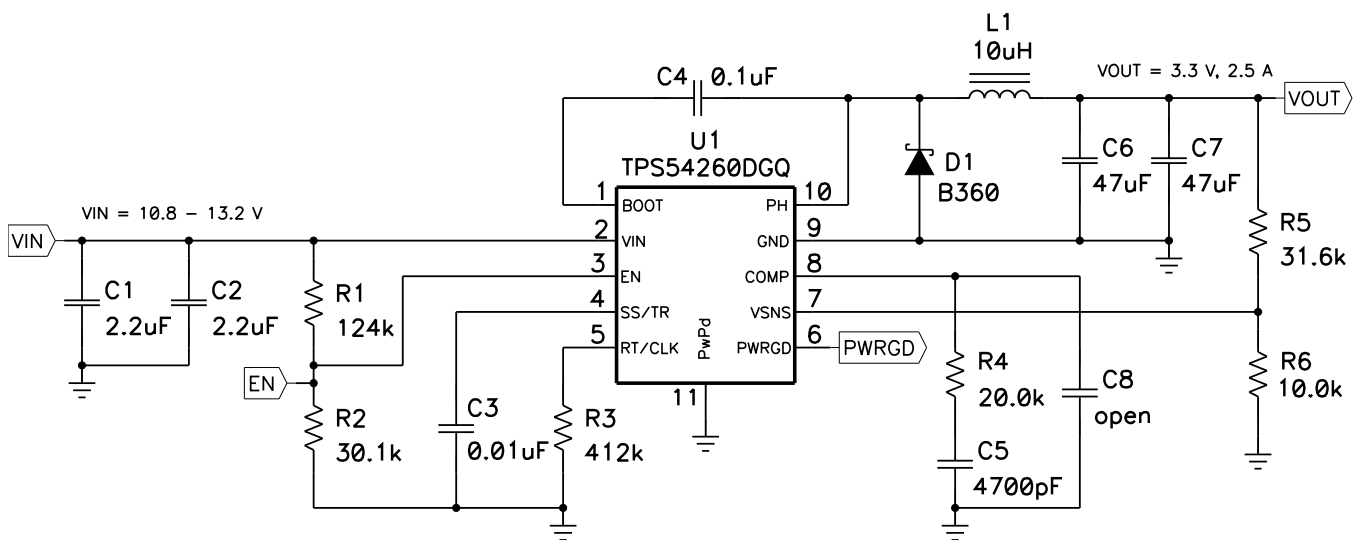 L1
10uH
VOUT = 3.3 V, 2.5 A
C4 0.1uF
VOUT
U1
TPS54260DGQ
C6
47uF
C7
47uF
D1
B360
1
BOOT
PH
10
VIN = 10.8 – 13.2 V
VIN
2
VIN
GND
9
R5
31.6k
3
EN
COMP
8
C1
2.2uF
C2
2.2uF
R1
124k
4
SS/TR
VSNS
7
5
RT/CLK
PwPd
PWRGD
6
PWRGD
EN
11
R4
20.0k
C8
open
R6
10.0k
R2
30.1k
C3
0.01uF
R3
412k
C5
4700pF